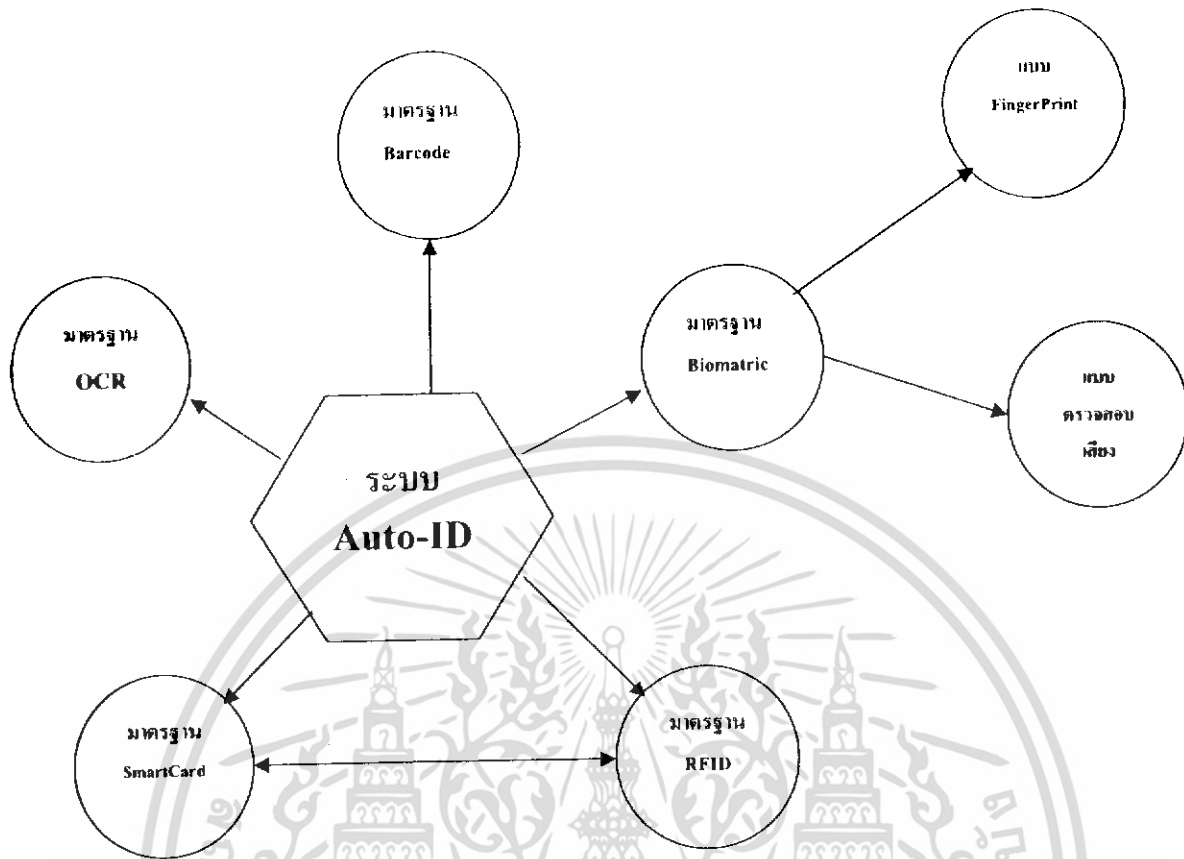 มาตรฐาน
Barcode
แบบ
FingerPrint
มาตรฐาน
OCR
มาตรฐาน
Biomatric
แบบ
ตรวจสอบ
เสียง
ระบบ
Auto-ID
มาตรฐาน
SmartCard
มาตรฐาน
RFID